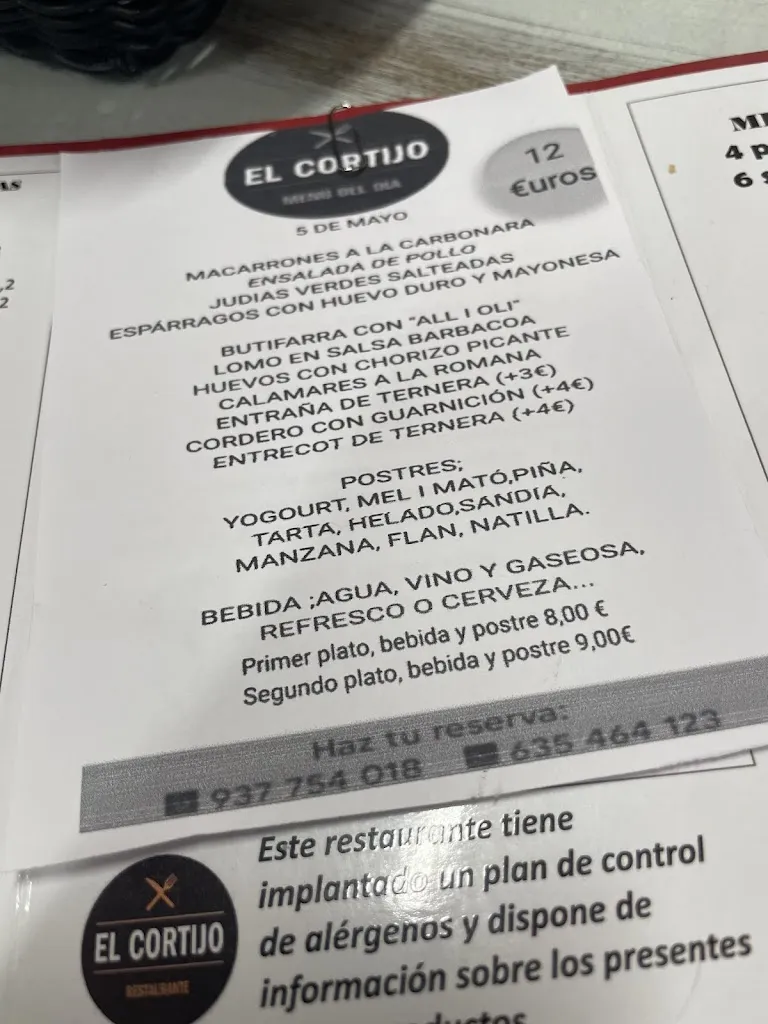 EL CORTIJO
MENÚ DEL DIA
12
€uros
5 DE MAYO
MACARRONES A LA CARBONARA
ENSALADA DE POLLO
JUDIAS VERDES SALTEADAS
ESPÁRRAGOS CON HUEVO DURO Y MAYONESA
BUTIFARRA CON "ALL I OLI"
LOMO EN SALSA BARBACOA
HUEVOS CON CHORIZO PICANTE
CALAMARES A LA ROMANA
ENTRAÑA DE TERNERA (+3€)
CORDERO CON GUARNICIÓN (+4€)
ENTRECOT DE TERNERA (+4€)
POSTRES;
YOGOURT, MEL I MATÓ,PIÑA,
TARTA, HELADO,SANDIA,
MANZANA, FLAN, NATILLA.
BEBIDA ;AGUA, VINO Y GASEOSA,
REFRESCO O CERVEZA...
Primer plato, bebida y postre 8,00 €
Segundo plato, bebida y postre 9,00€
Haz tu reserva:
937 754 018 635 464 123
Este restaurante tiene
implantado un plan de control
de alérgenos y dispone de
información sobre los presentes
EL CORTIJO
RESTAURANTE
4
6
,2
2